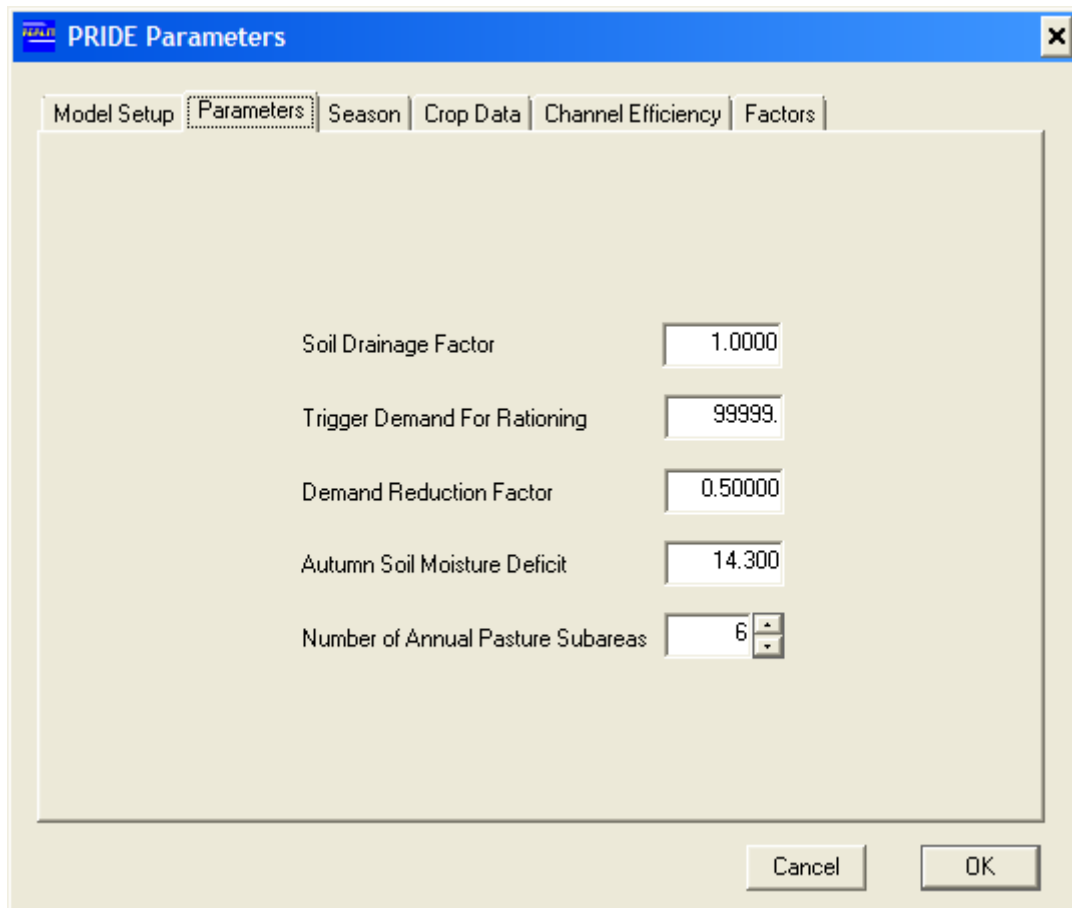 PRIDE Parameters
Model Setup Parameters Season Crop Data Channel Efficiency Factors
Soil Drainage Factor 1.0000
Trigger Demand For Rationing 99999.
Demand Reduction Factor 0.50000
Autumn Soil Moisture Deficit 14.300
Number of Annual Pasture Subareas 6
Cancel OK